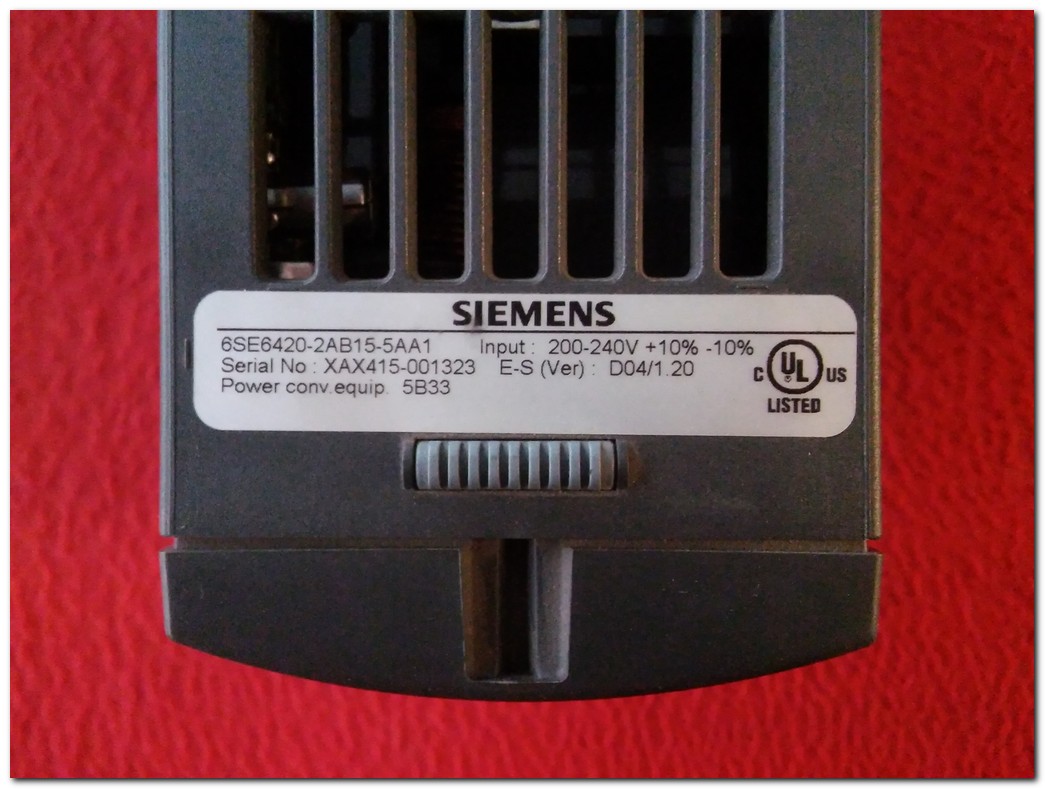 SIEMENS
6SE6420-2AB15-5AA1 Input : 200-240V +10% -10%
Serial No : XAX415-001323 E-S (Ver) : D04/1.20
Power conv.equip. 5B33
C UL ® US
LISTED